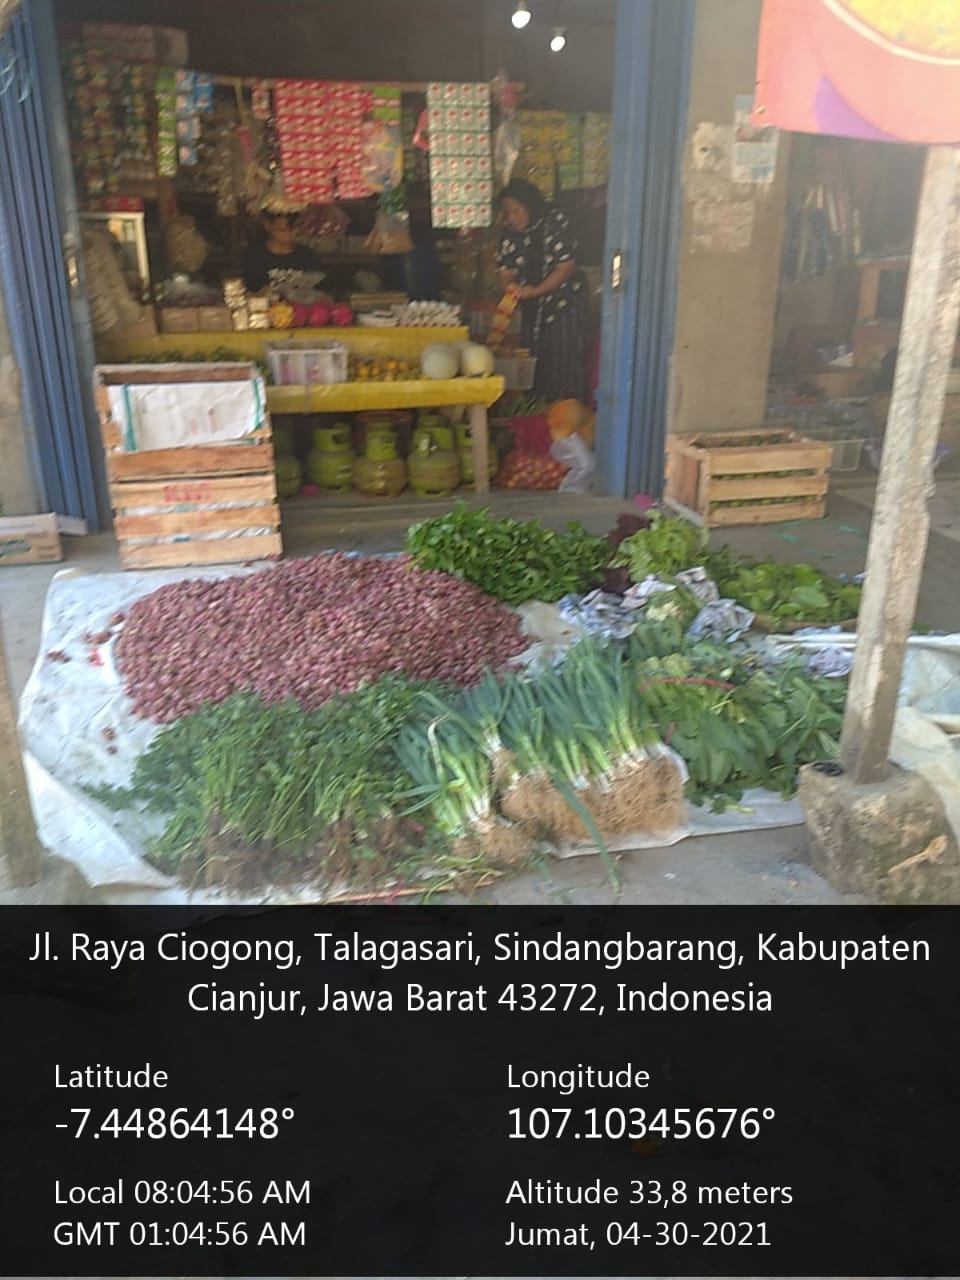 Jl. Raya Ciogong, Talagasari, Sindangbarang, Kabupaten
Cianjur, Jawa Barat 43272, Indonesia
Latitude
-7.44864148°
Longitude
107.10345676°
Local 08:04:56 AM
GMT 01:04:56 AM
Altitude 33,8 meters
Jumat, 04-30-2021